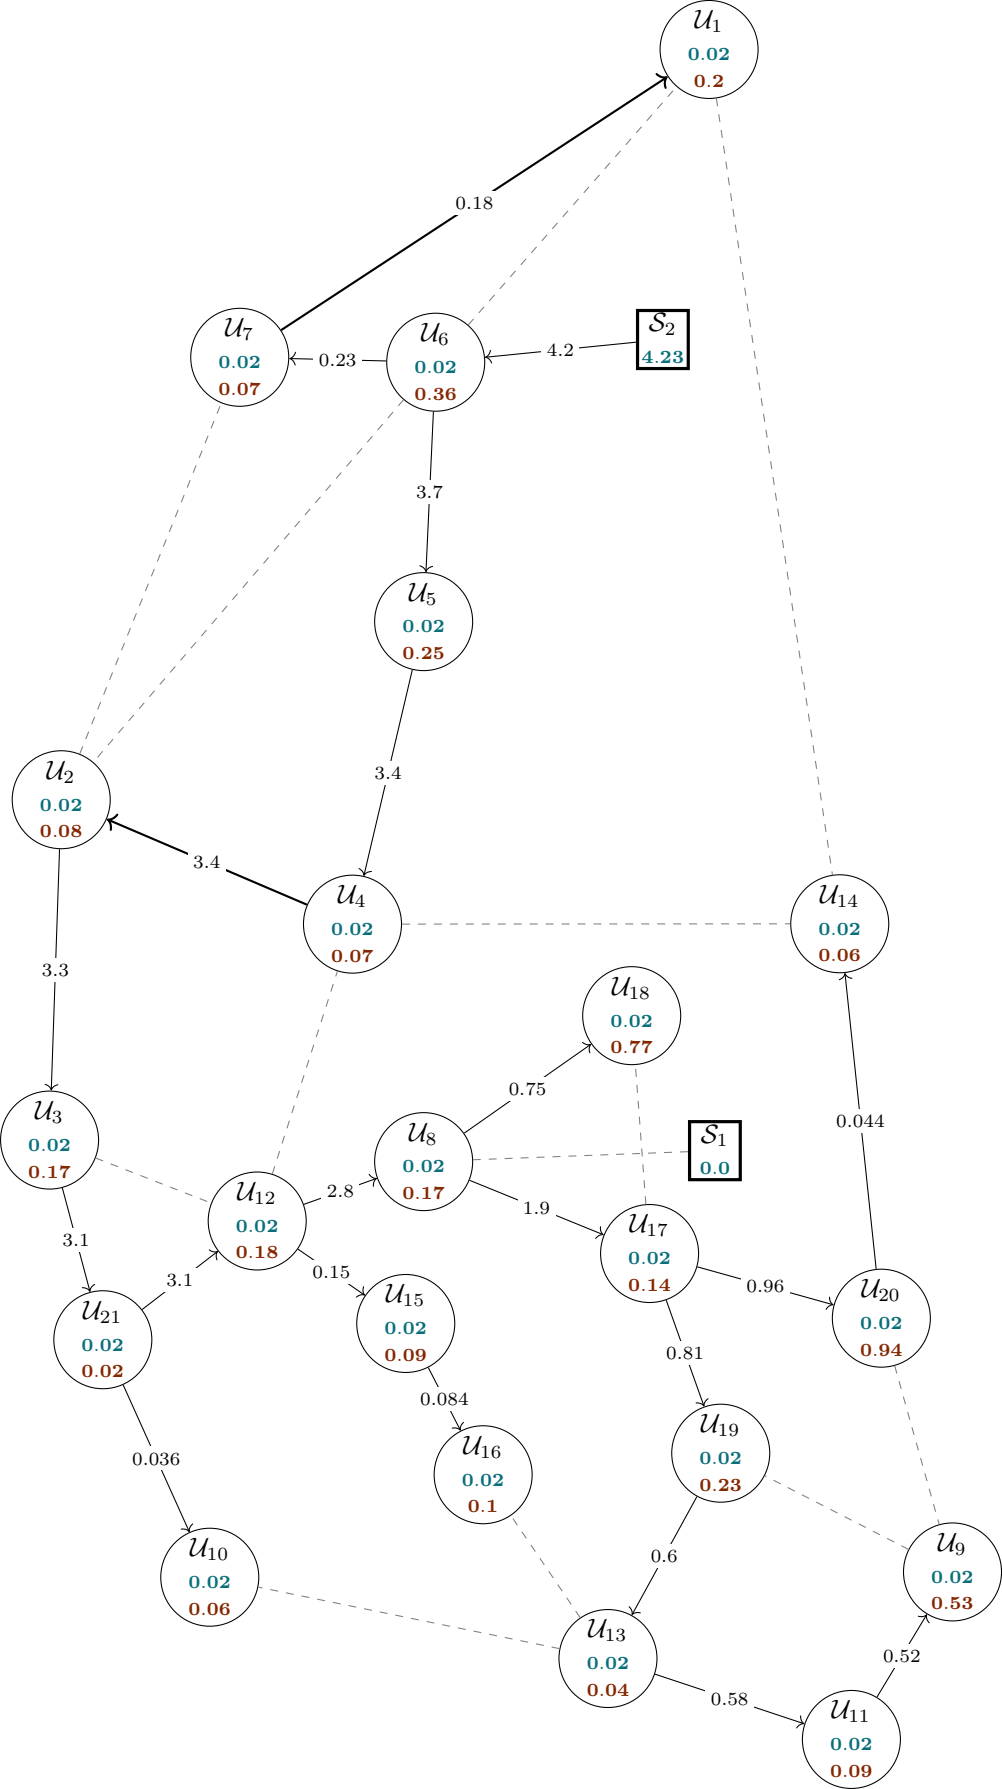 𝒰₁
0.02
0.2
0.18
𝒰₇
0.02
0.07
0.23
𝒰₆
0.02
0.36
4.2
𝒮₂
4.23
3.7
𝒰₅
0.02
0.25
3.4
𝒰₂
0.02
0.08
3.4
𝒰₄
0.02
0.07
𝒰₁₄
0.02
0.06
3.3
𝒰₁₈
0.02
0.77
0.75
0.044
𝒰₃
0.02
0.17
𝒰₈
0.02
0.17
𝒮₁
0.0
𝒰₁₂
0.02
0.18
2.8
1.9
𝒰₁₇
0.02
0.14
3.1
3.1
0.15
0.96
𝒰₂₀
0.02
0.94
𝒰₂₁
0.02
0.02
𝒰₁₅
0.02
0.09
0.81
0.084
0.036
𝒰₁₉
0.02
0.23
𝒰₁₆
0.02
0.1
𝒰₁₀
0.02
0.06
0.6
𝒰₉
0.02
0.53
𝒰₁₃
0.02
0.04
0.52
0.58
𝒰₁₁
0.02
0.09